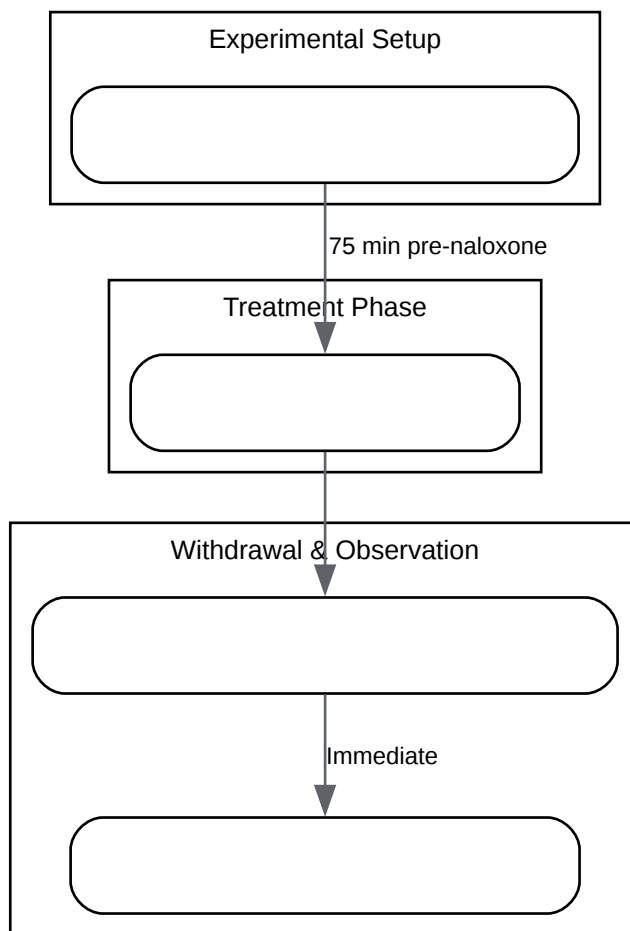 Experimental Setup
75 min pre-naloxone
Treatment Phase
Withdrawal & Observation
Immediate